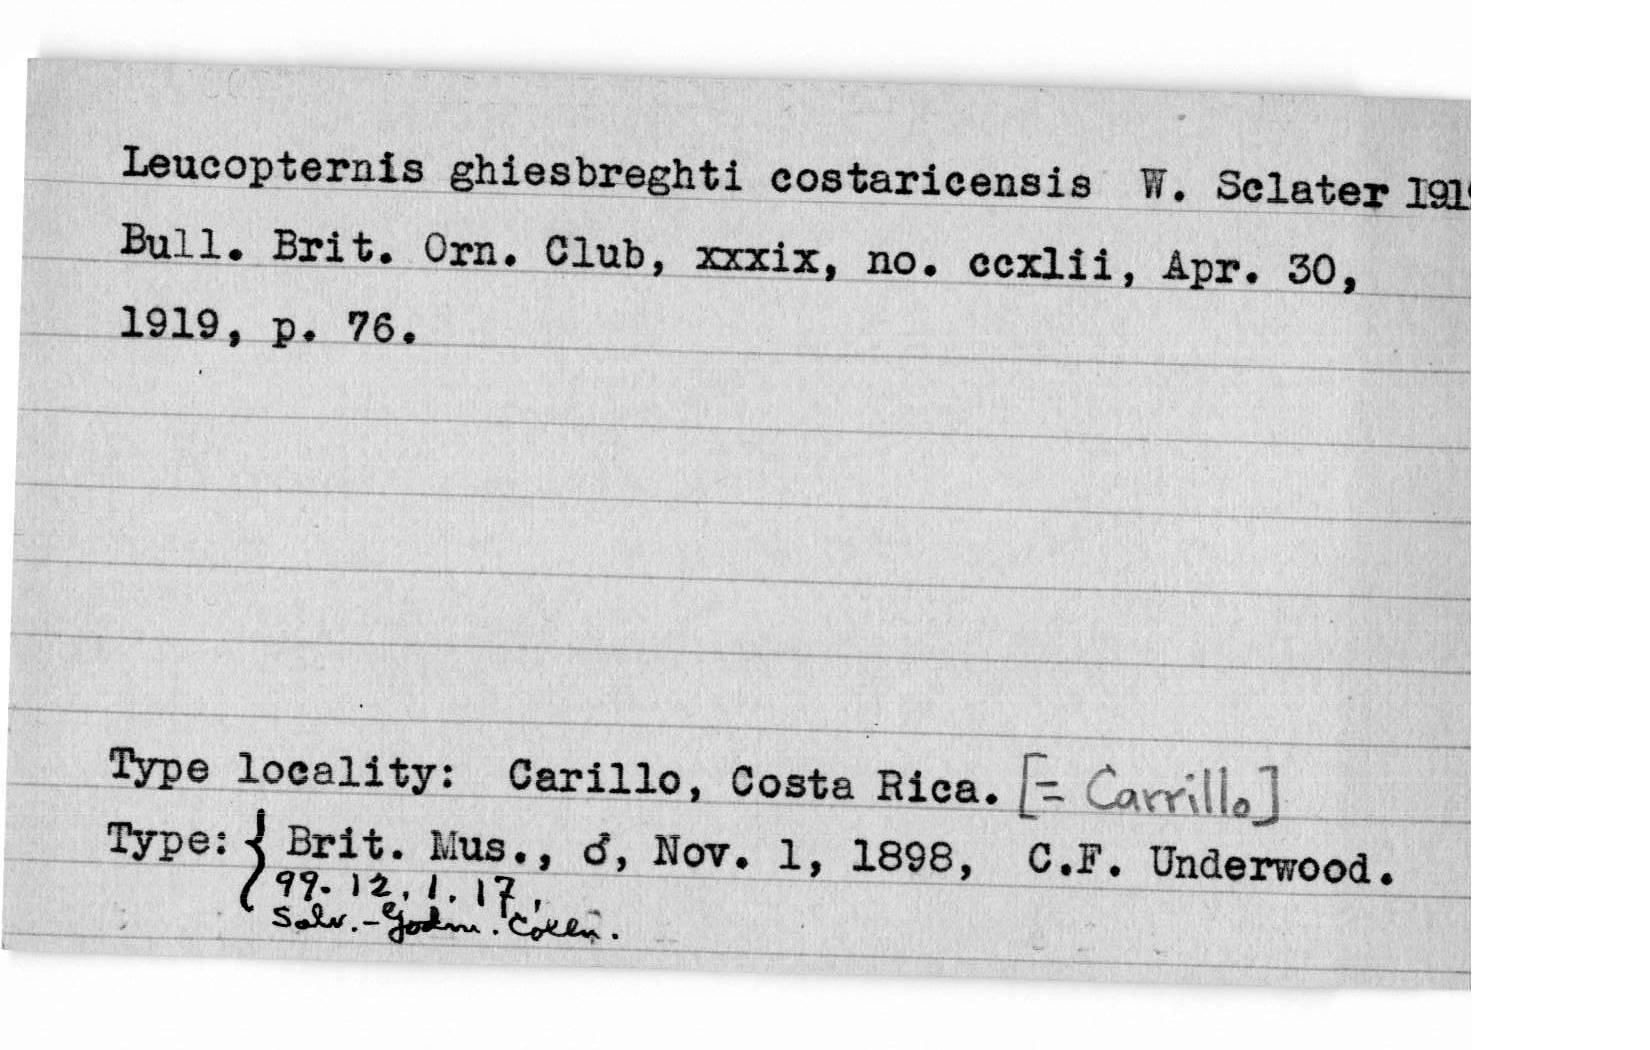 Leucopternis ghiesbreghti costaricensis W. Sclater 191
Bull. Brit. Orn. Club, xxxix, no. ccxlii, Apr. 30,
1919, p. 76.
Type locality: Carillo, Costa Rica. [= Carrillo]
Type: { Brit. Mus., ♂, Nov. 1, 1898, C.F. Underwood.
99. 12. 1. 17,
Salv.-Godm. Colln.